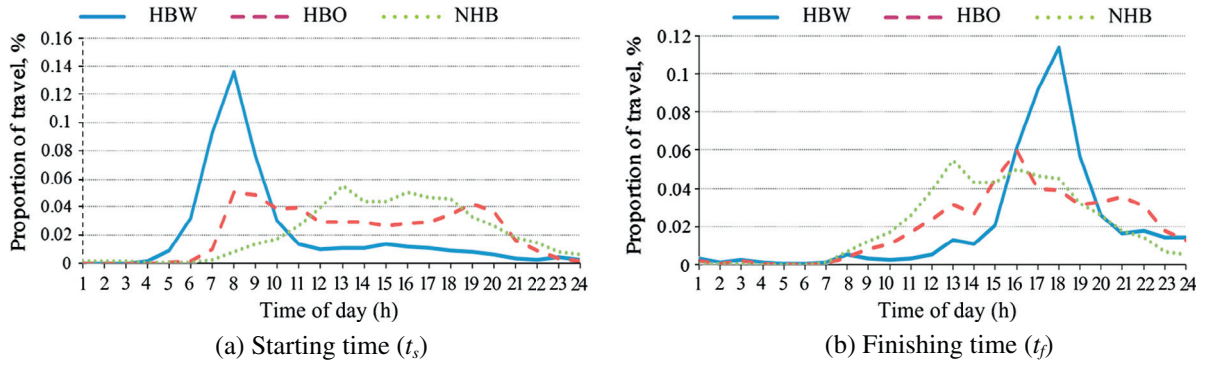 HBW HBO NHB
Proportion of travel, %
0.16
0.14
0.12
0.1
0.08
0.06
0.04
0.02
0
1 2 3 4 5 6 7 8 9 10 11 12 13 14 15 16 17 18 19 20 21 22 23 24
Time of day (h)
(a) Starting time (ts)
HBW HBO NHB
Proportion of travel, %
0.12
0.1
0.08
0.06
0.04
0.02
0
1 2 3 4 5 6 7 8 9 10 11 12 13 14 15 16 17 18 19 20 21 22 23 24
Time of day (h)
(b) Finishing time (tf)